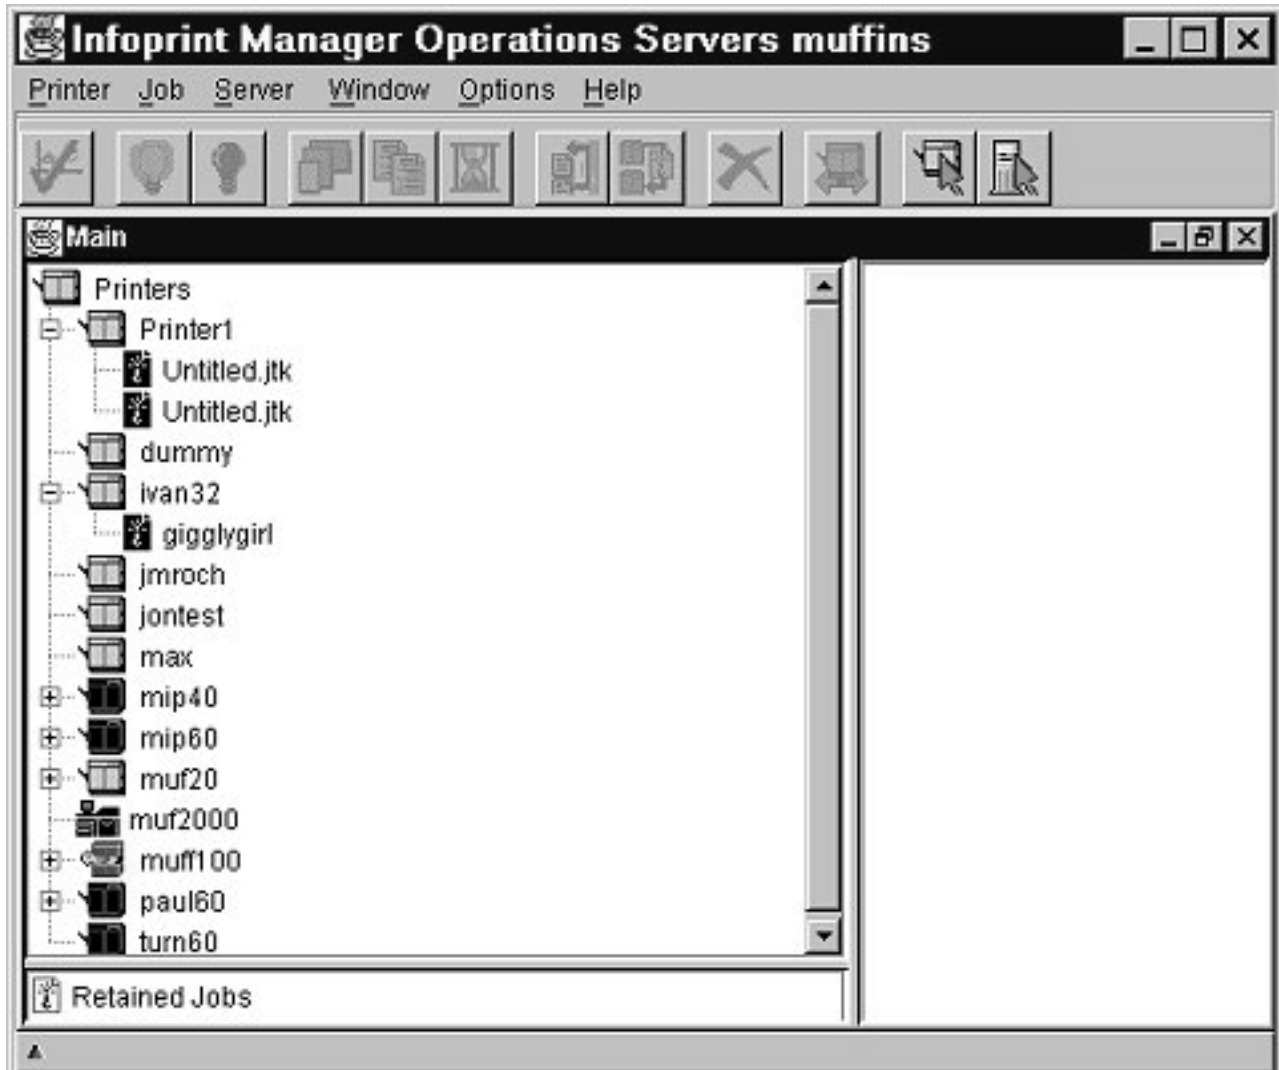 Infoprint Manager Operations Servers muffins
Printer Job Server Window Options Help
Main
Printers
Printer1
Untitled.jtk
Untitled.jtk
dummy
ivan32
gigglygirl
jmroch
jontest
max
mip40
mip60
muf20
muf2000
muff100
paul60
turn60
Retained Jobs